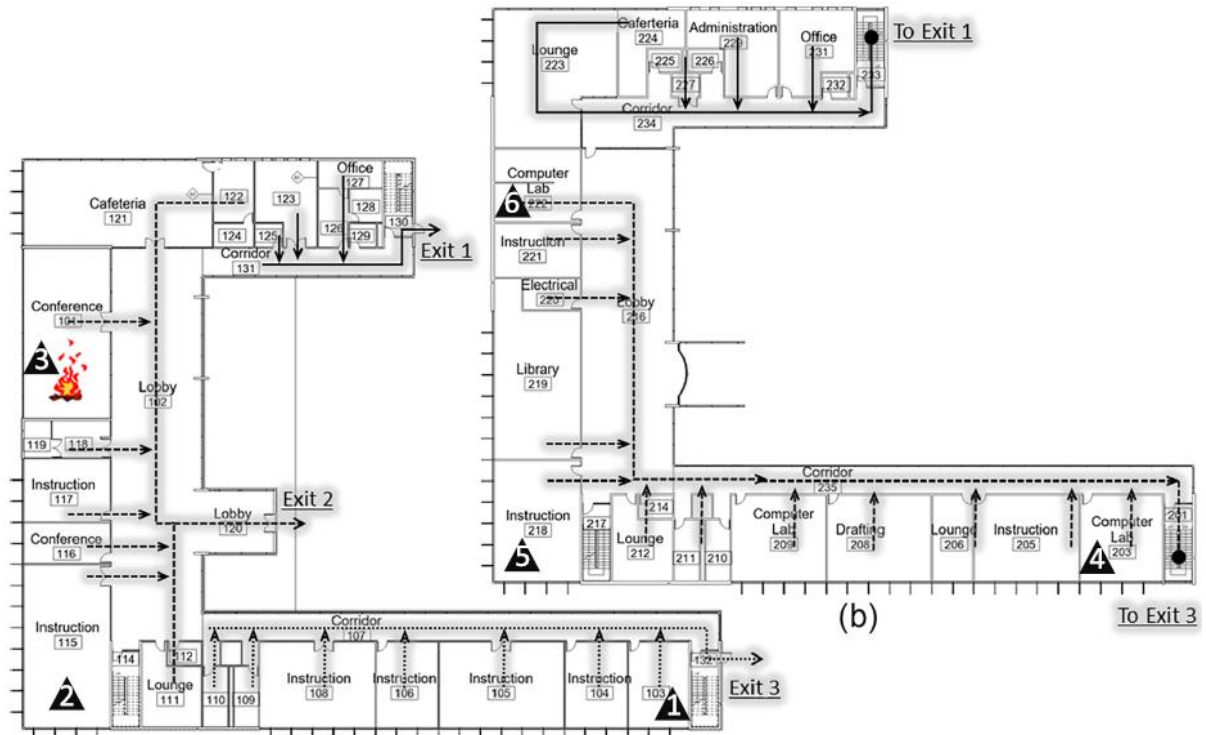 Cafeteria
121
122
123
Office
127
128
126
129
124
125
130
Corridor
131
Exit 1
Conference
101
3
Lobby
102
119
118
Instruction
117
Conference
116
Lobby
120
Exit 2
Instruction
115
2
114
112
Lounge
111
110
109
Corridor
107
Instruction
108
Instruction
106
Instruction
105
Instruction
104
103
1
132
Exit 3
Lounge
223
Caferteria
224
225
226
227
Administration
229
Office
231
232
233
To Exit 1
Corridor
234
Computer
Lab
222
6
Instruction
221
Electrical
220
Lobby
216
Library
219
Instruction
218
5
217
214
Lounge
212
211
210
Corridor
235
Computer
Lab
209
Drafting
208
Lounge
206
Instruction
205
Computer
Lab
203
4
201
To Exit 3
(b)